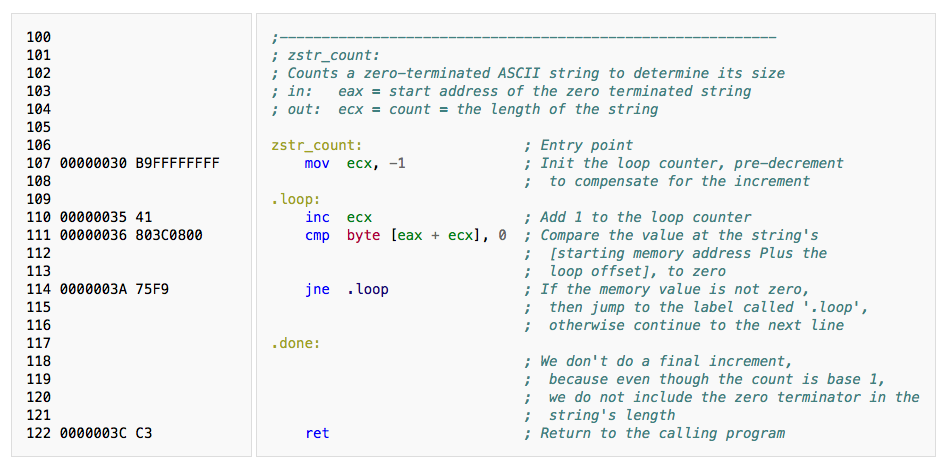 100 ;------------------------------------------------------------
101 ; zstr_count:
102 ; Counts a zero-terminated ASCII string to determine its size
103 ; in:   eax = start address of the zero terminated string
104 ; out:  ecx = count = the length of the string
105
106 zstr_count:                   ; Entry point
107 00000030 B9FFFFFFFF     mov  ecx, -1              ; Init the loop counter, pre-decrement
108                               ;  to compensate for the increment
109 .loop:
110 00000035 41     inc  ecx                  ; Add 1 to the loop counter
111 00000036 803C0800     cmp  byte [eax + ecx], 0  ; Compare the value at the string's
112                               ;  [starting memory address Plus the
113                               ;  loop offset], to zero
114 0000003A 75F9     jne  .loop                ; If the memory value is not zero,
115                               ;  then jump to the label called '.loop',
116                               ;  otherwise continue to the next line
117 .done:
118                               ; We don't do a final increment,
119                               ;  because even though the count is base 1,
120                               ;  we do not include the zero terminator in the
121                               ;  string's length
122 0000003C C3     ret                       ; Return to the calling program